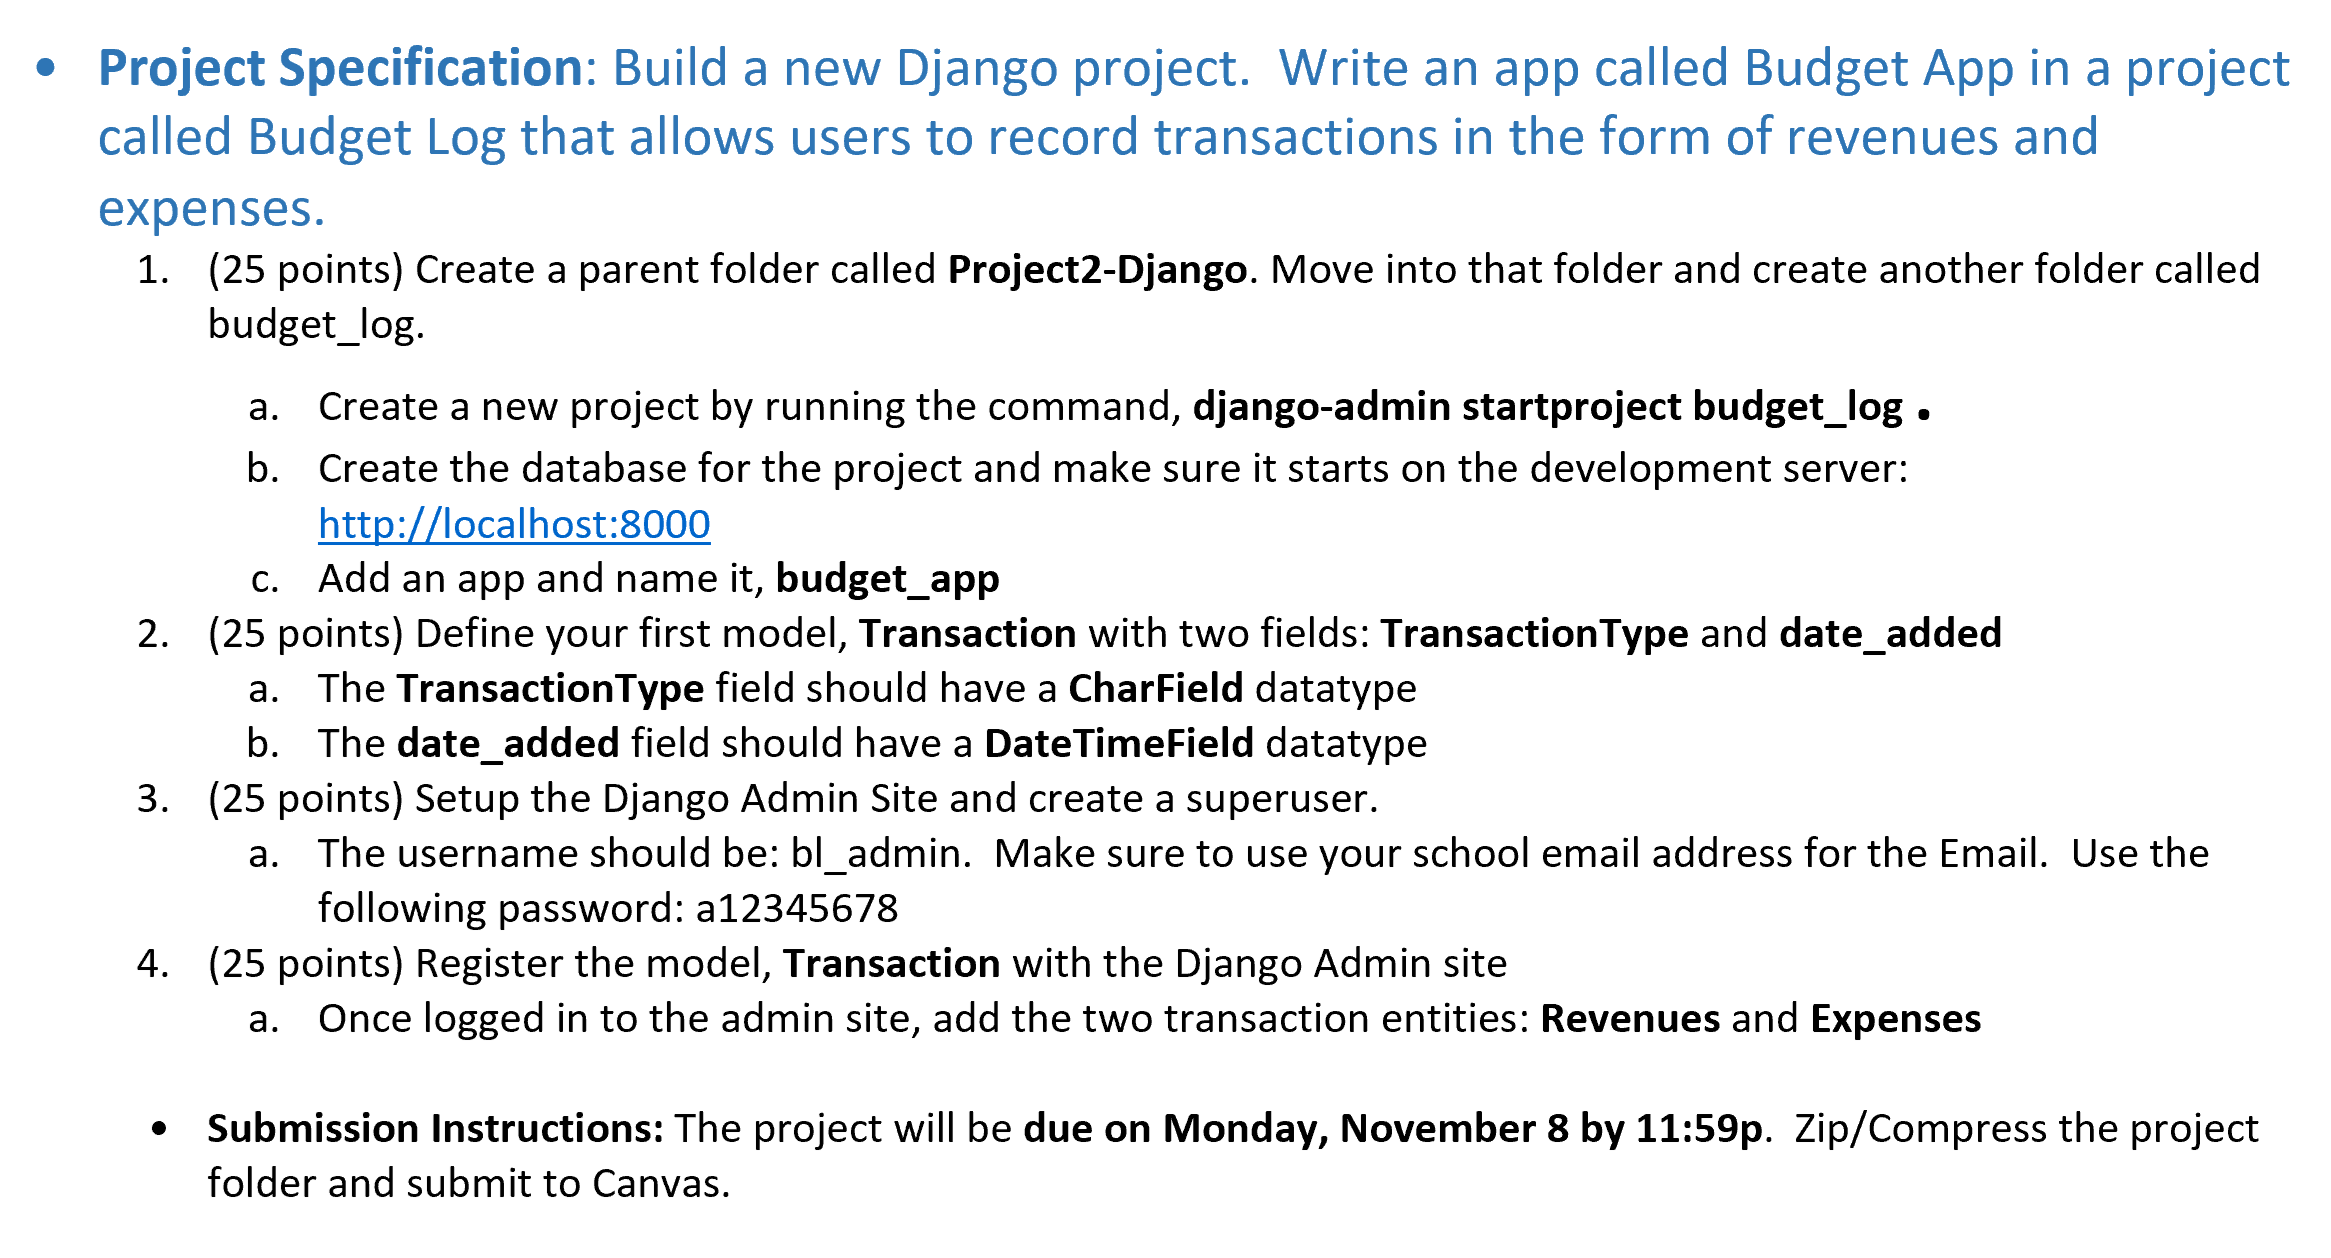 • Project Specification: Build a new Django project.  Write an app called Budget App in a project
called Budget Log that allows users to record transactions in the form of revenues and
expenses.
1. (25 points) Create a parent folder called Project2-Django. Move into that folder and create another folder called
budget_log.
a. Create a new project by running the command, django-admin startproject budget_log .
b. Create the database for the project and make sure it starts on the development server:
http://localhost:8000
c. Add an app and name it, budget_app
2. (25 points) Define your first model, Transaction with two fields: TransactionType and date_added
a. The TransactionType field should have a CharField datatype
b. The date_added field should have a DateTimeField datatype
3. (25 points) Setup the Django Admin Site and create a superuser.
a. The username should be: bl_admin.  Make sure to use your school email address for the Email.  Use the
following password: a12345678
4. (25 points) Register the model, Transaction with the Django Admin site
a. Once logged in to the admin site, add the two transaction entities: Revenues and Expenses
• Submission Instructions: The project will be due on Monday, November 8 by 11:59p.  Zip/Compress the project
folder and submit to Canvas.